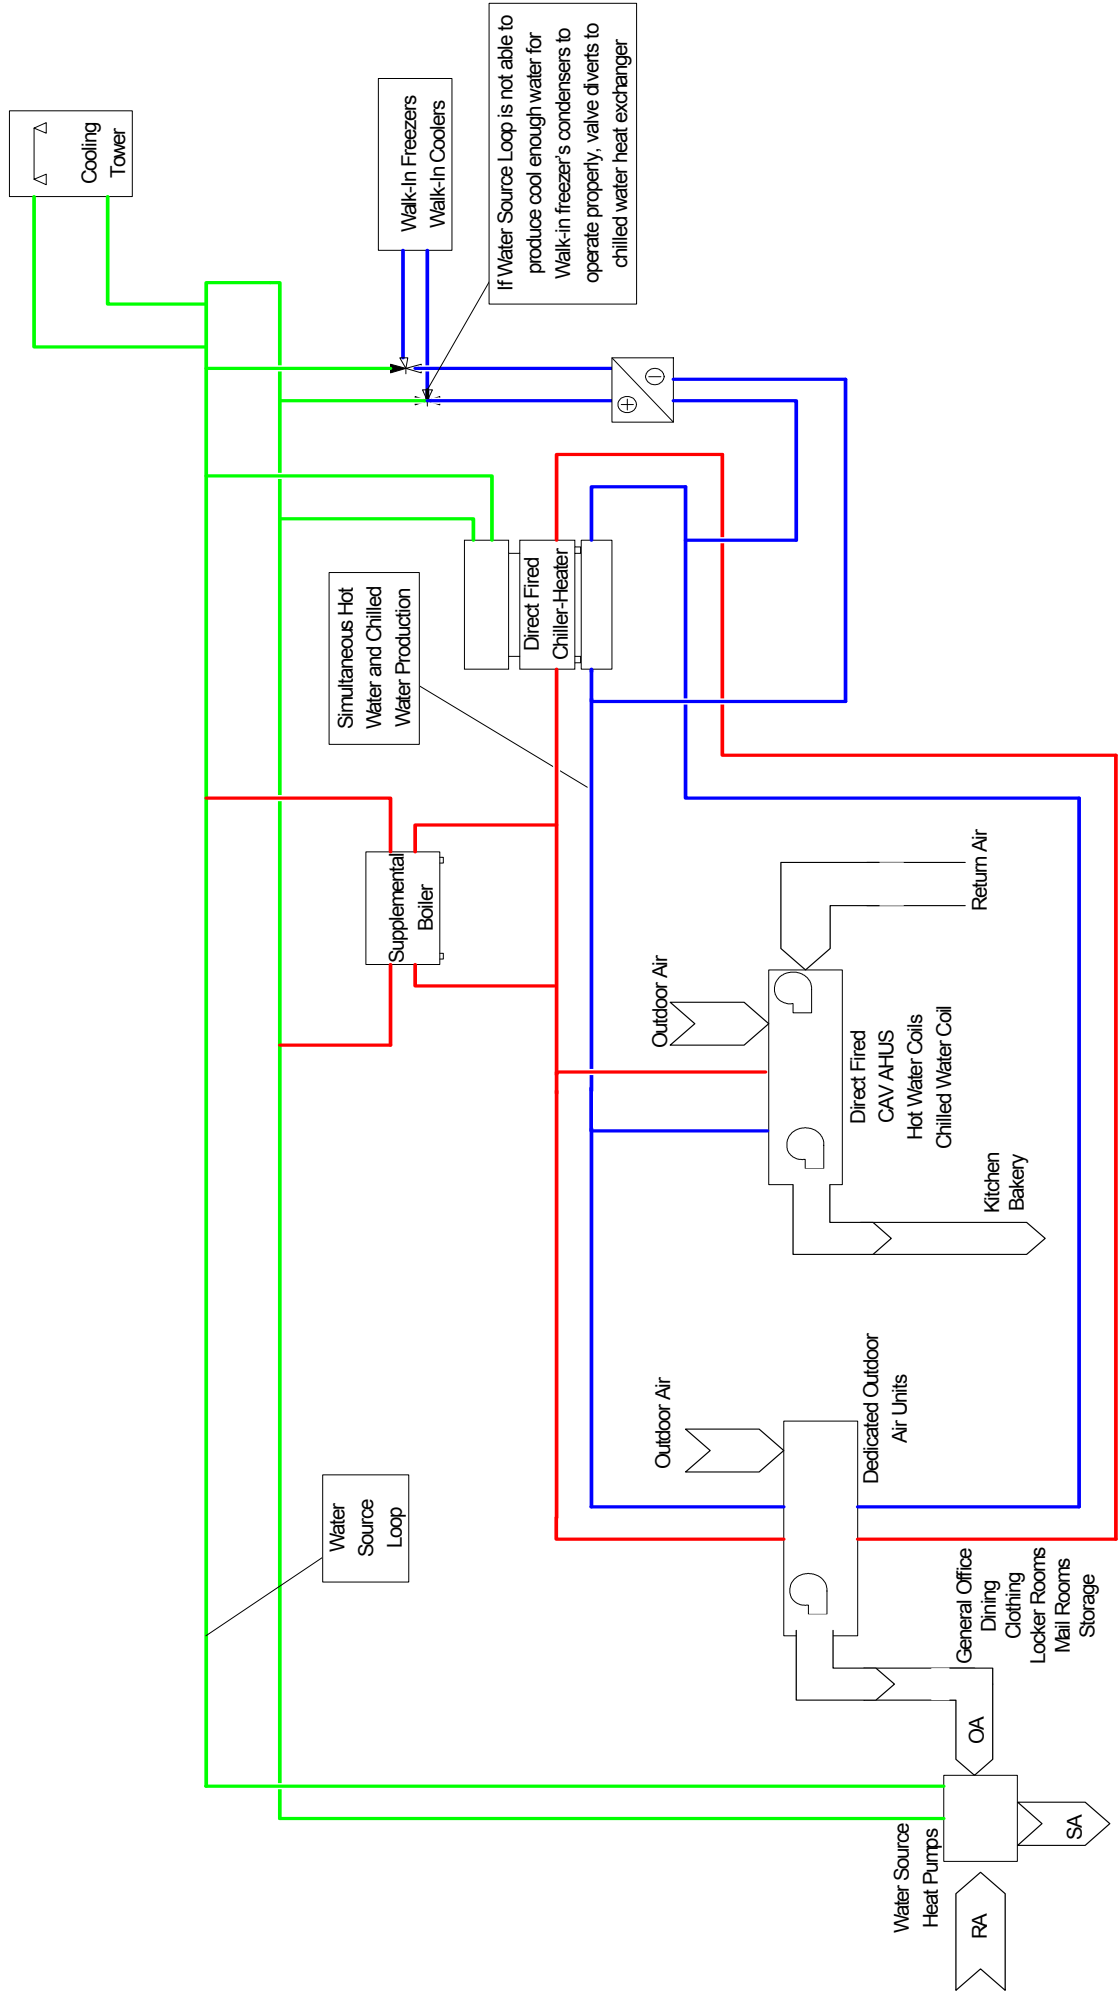 Cooling
Tower
Walk-In Freezers
Walk-In Coolers
If Water Source Loop is not able to
produce cool enough water for
Walk-in freezer's condensers to
operate properly, valve diverts to
chilled water heat exchanger
Simultaneous Hot
Water and Chilled
Water Production
Direct Fired
Chiller-Heater
Supplemental
Boiler
Water
Source
Loop
Outdoor Air
Return Air
Direct Fired
CAV AHUS
Hot Water Coils
Chilled Water Coil
Kitchen
Bakery
Outdoor Air
Dedicated Outdoor
Air Units
General Office
Dining
Clothing
Locker Rooms
Mail Rooms
Storage
OA
Water Source
Heat Pumps
SA
RA